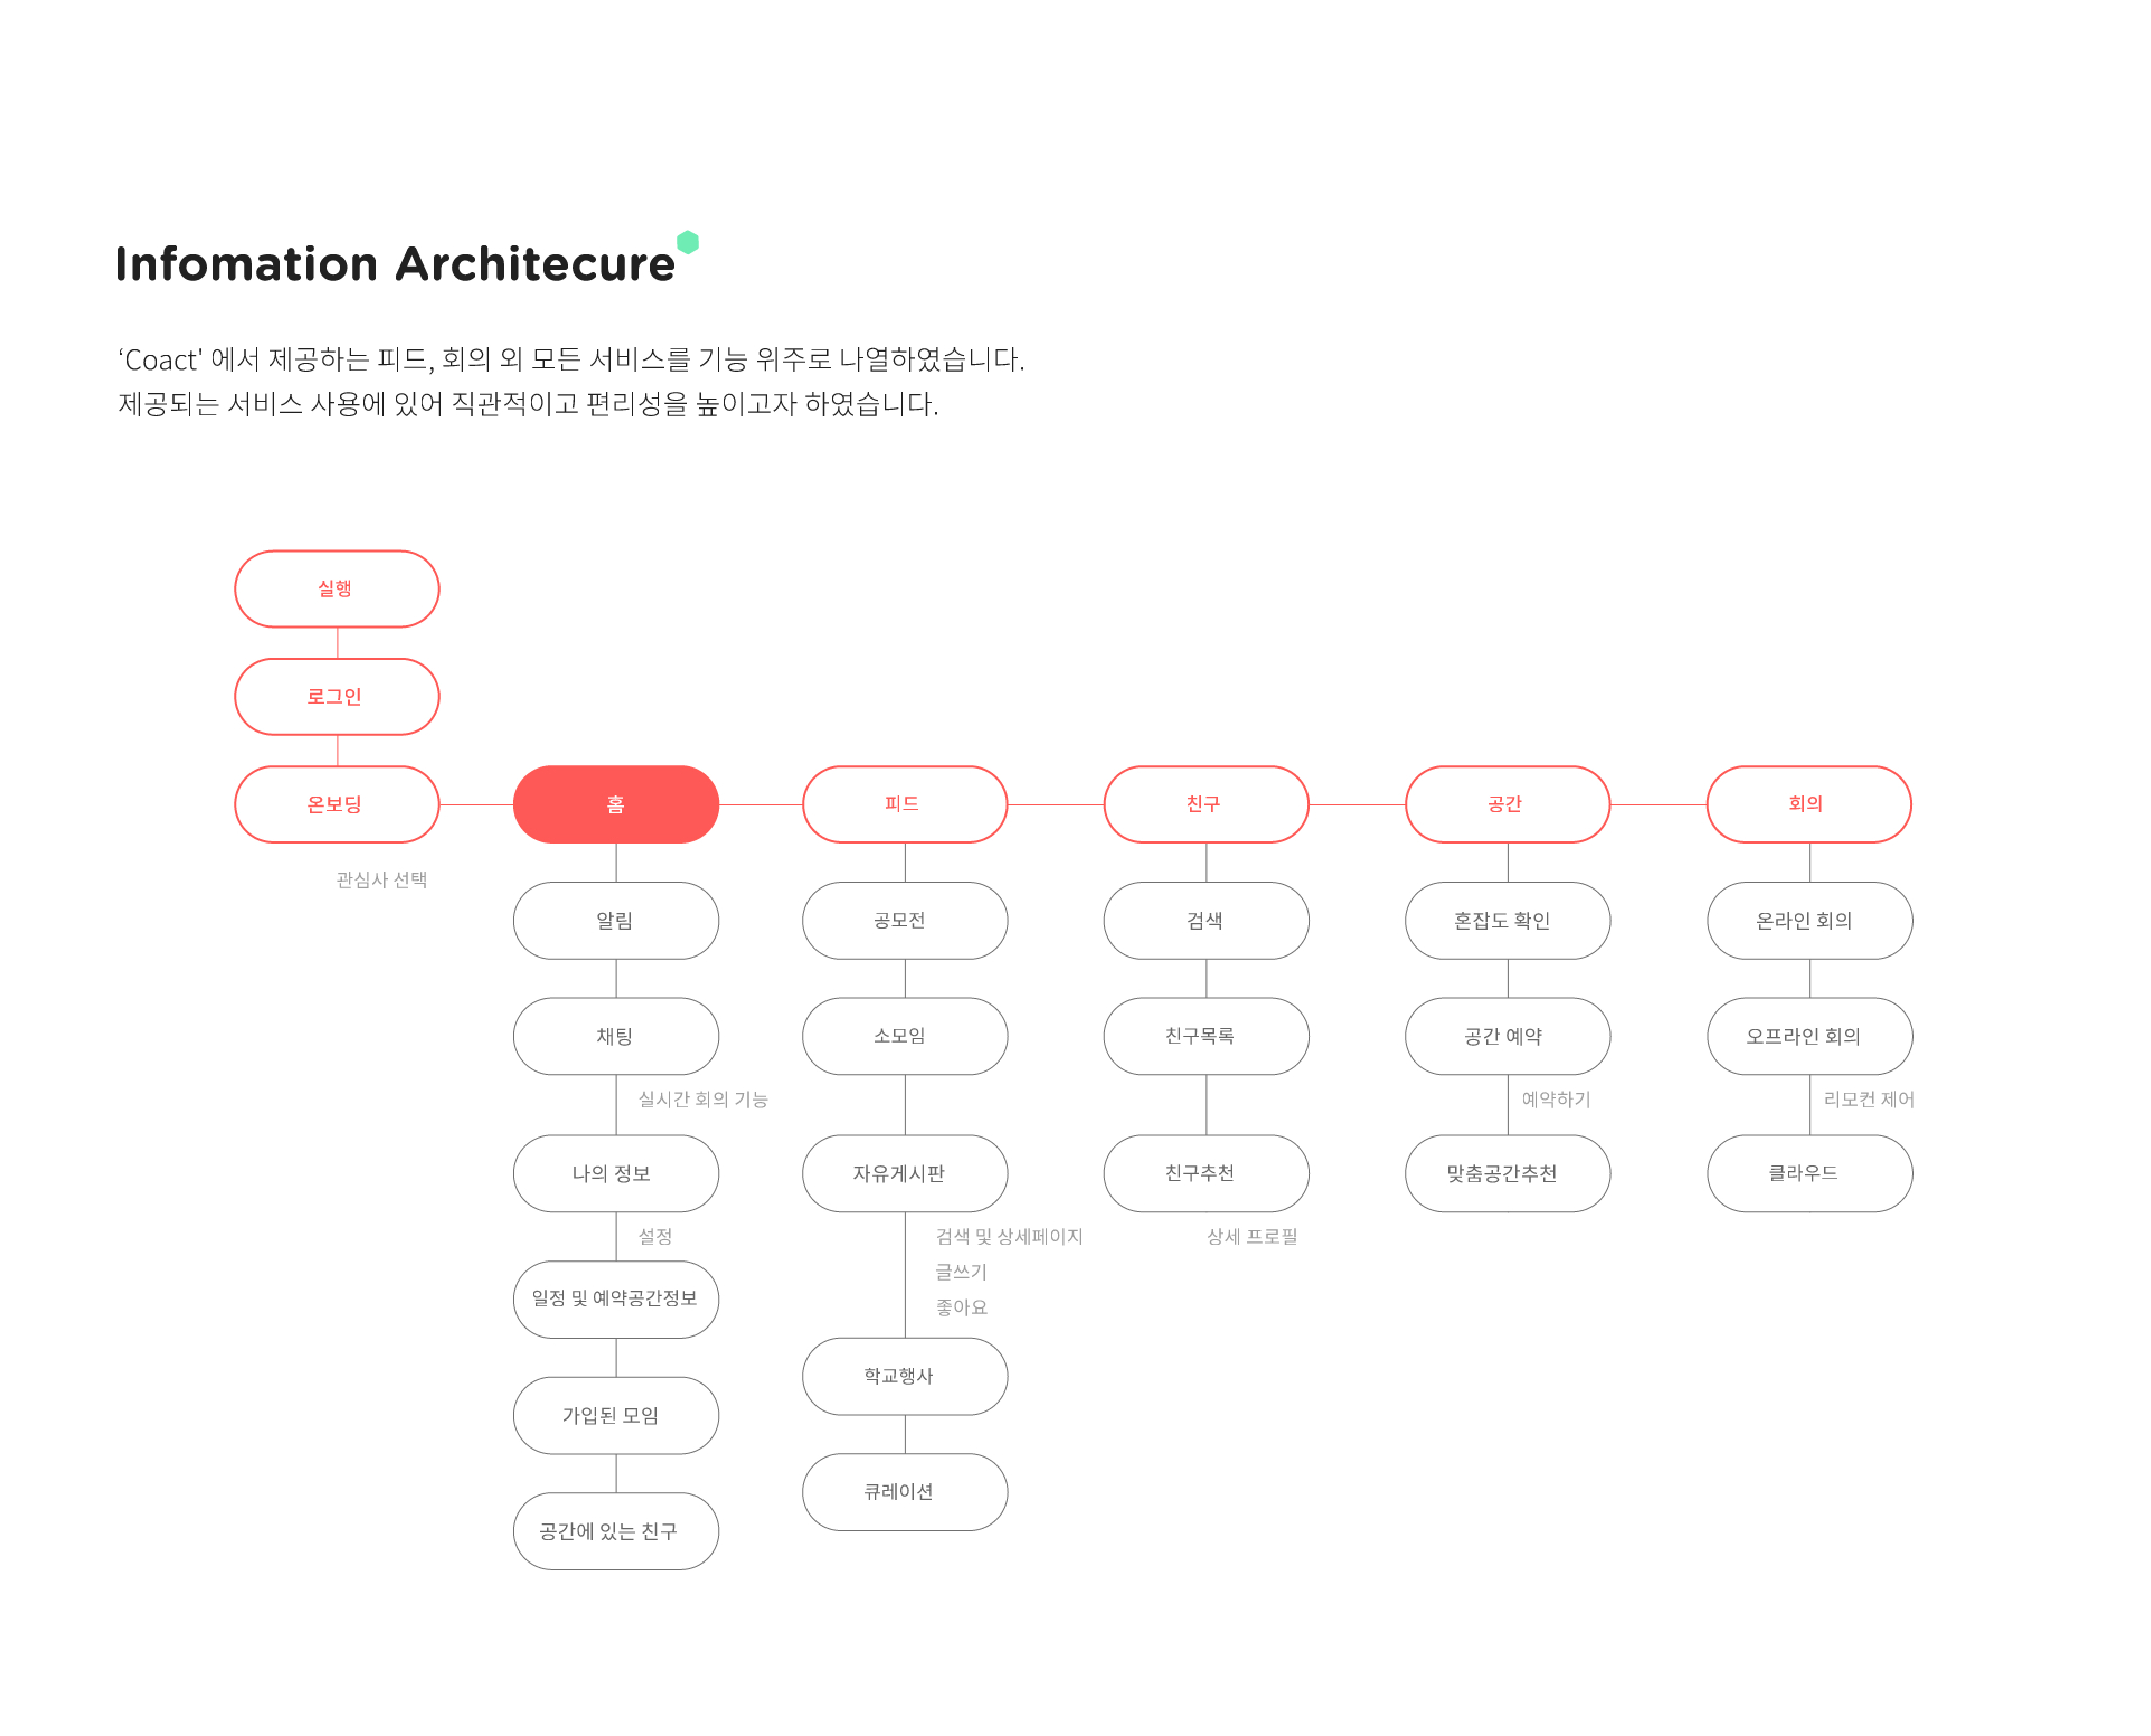 Infomation Architecure
‘Coact' 에서 제공하는 피드, 회의 외 모든 서비스를 기능 위주로 나열하였습니다.
제공되는 서비스 사용에 있어 직관적이고 편리성을 높이고자 하였습니다.
실행
로그인
온보딩
홈
피드
친구
공간
회의
관심사 선택
알림
공모전
검색
혼잡도 확인
온라인 회의
채팅
소모임
친구목록
공간 예약
오프라인 회의
실시간 회의 기능
예약하기
리모컨 제어
나의 정보
자유게시판
친구추천
맞춤공간추천
클라우드
설정
검색 및 상세페이지
상세 프로필
글쓰기
일정 및 예약공간정보
좋아요
학교행사
가입된 모임
큐레이션
공간에 있는 친구